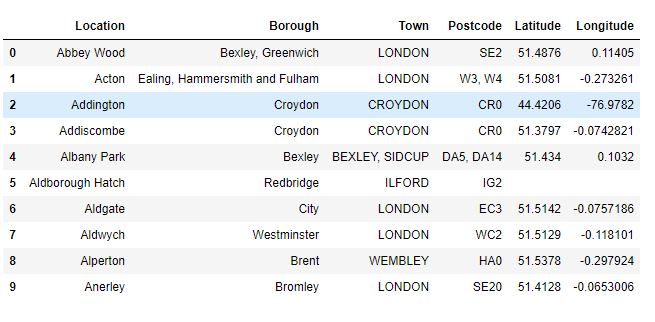 Location Borough Town Postcode Latitude Longitude
0 Abbey Wood Bexley, Greenwich LONDON SE2 51.4876 0.11405
1 Acton Ealing, Hammersmith and Fulham LONDON W3, W4 51.5081 -0.273261
2 Addington Croydon CROYDON CR0 44.4206 -76.9782
3 Addiscombe Croydon CROYDON CR0 51.3797 -0.0742821
4 Albany Park Bexley BEXLEY, SIDCUP DA5, DA14 51.434 0.1032
5 Aldborough Hatch Redbridge ILFORD IG2
6 Aldgate City LONDON EC3 51.5142 -0.0757186
7 Aldwych Westminster LONDON WC2 51.5129 -0.118101
8 Alperton Brent WEMBLEY HA0 51.5378 -0.297924
9 Anerley Bromley LONDON SE20 51.4128 -0.0653006